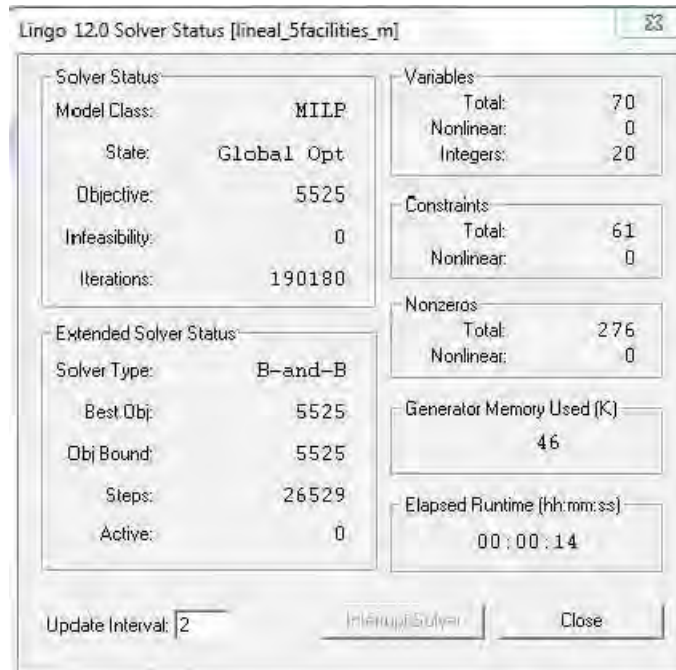 Lingo 12.0 Solver Status [lineal_5facilities_m]
Solver Status
Model Class: MILP
State: Global Opt
Objective: 5525
Infeasibility: 0
Iterations: 190180
Extended Solver Status
Solver Type: B-and-B
Best Obj: 5525
Obj Bound: 5525
Steps: 26529
Active: 0
Variables
Total: 70
Nonlinear: 0
Integers: 20
Constraints
Total: 61
Nonlinear: 0
Nonzeros
Total: 276
Nonlinear: 0
Generator Memory Used (K)
46
Elapsed Runtime (hh:mm:ss)
00:00:14
Update Interval: 2
Interrupt Solver
Close